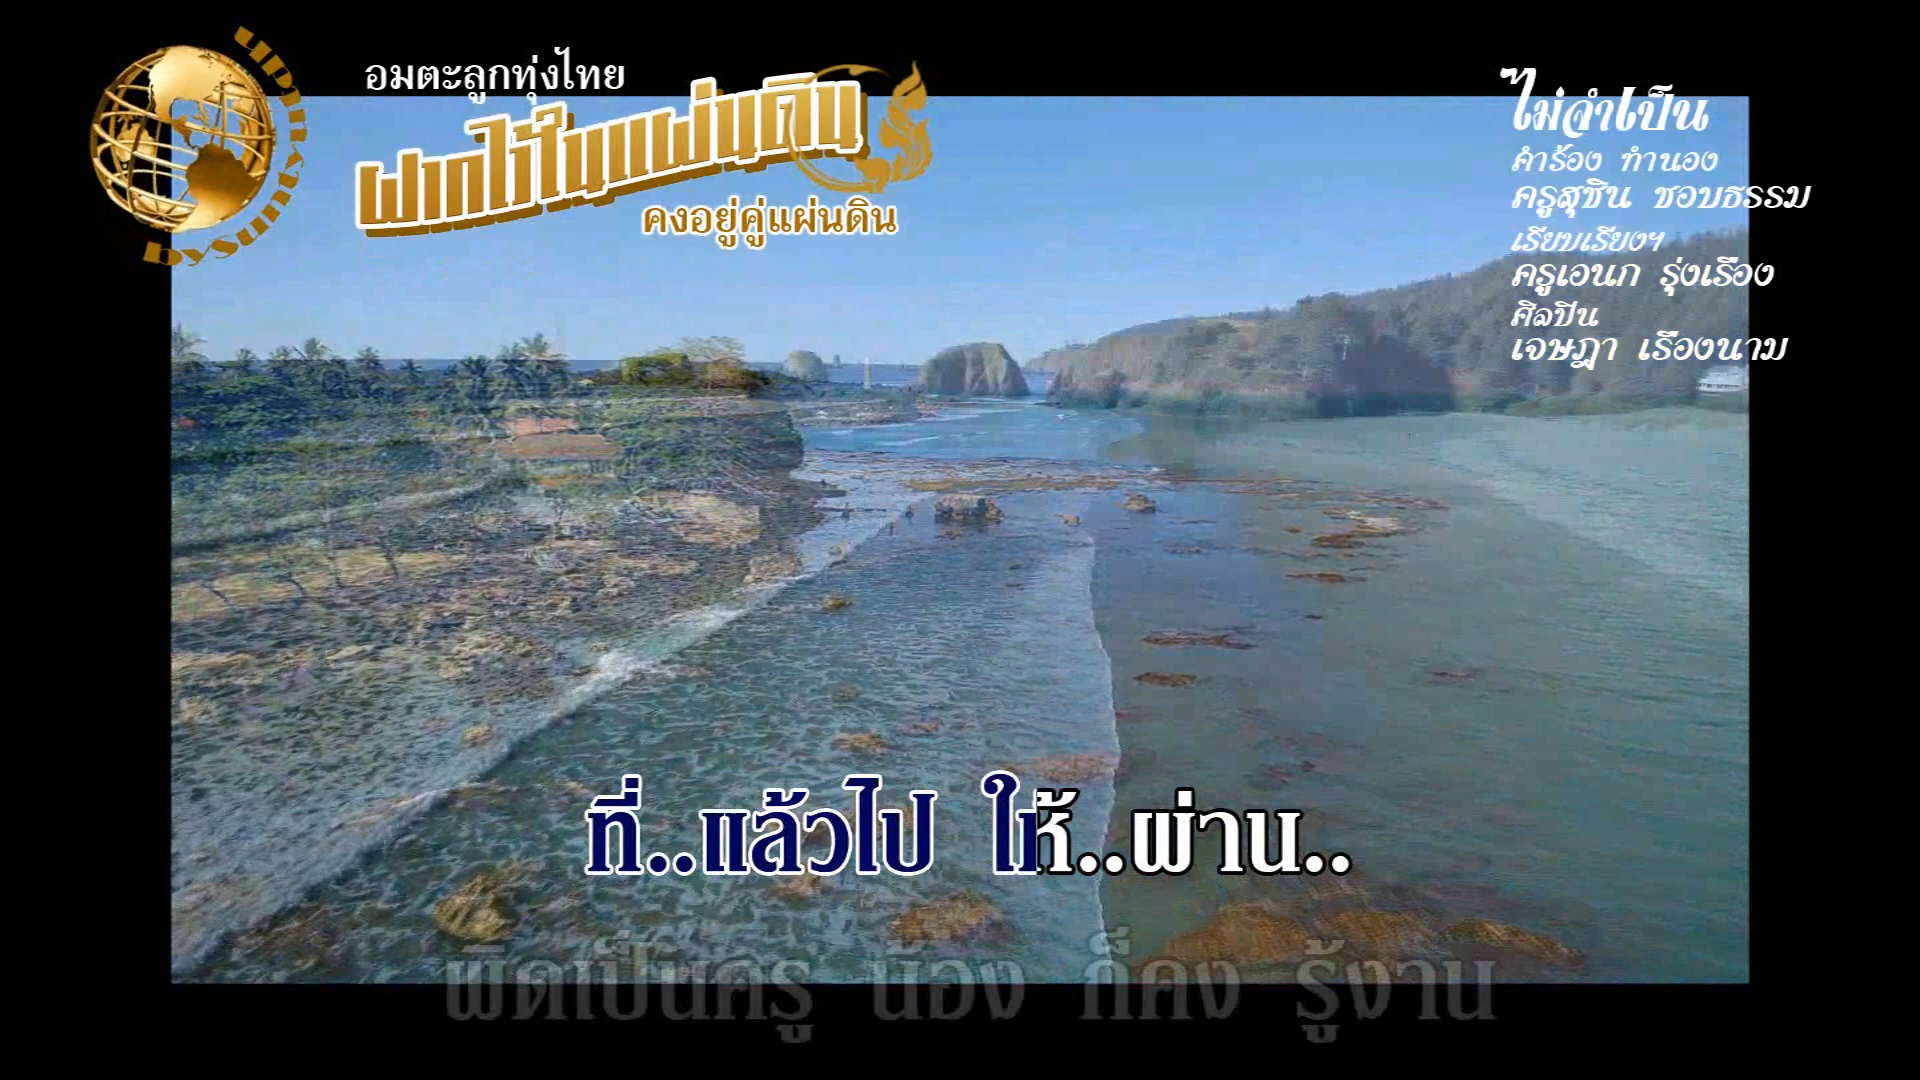 นุภาพ
bySuntaraporn
อมตะลูกทุ่งไทย
ฝากไว้ในแผ่นดิน
คงอยู่คู่แผ่นดิน
ไม่จำเป็น
คำร้อง ทำนอง
ครูสุชิน ชอบธรรม
เรียบเรียงฯ
ครูเอนก รุ่งเรือง
ศิลปิน
เจษฎา เรืองนาม
ที่..แล้วไป ให้..ผ่าน..
ผิดเป็นครู น้อง ก็คง รู้งาน